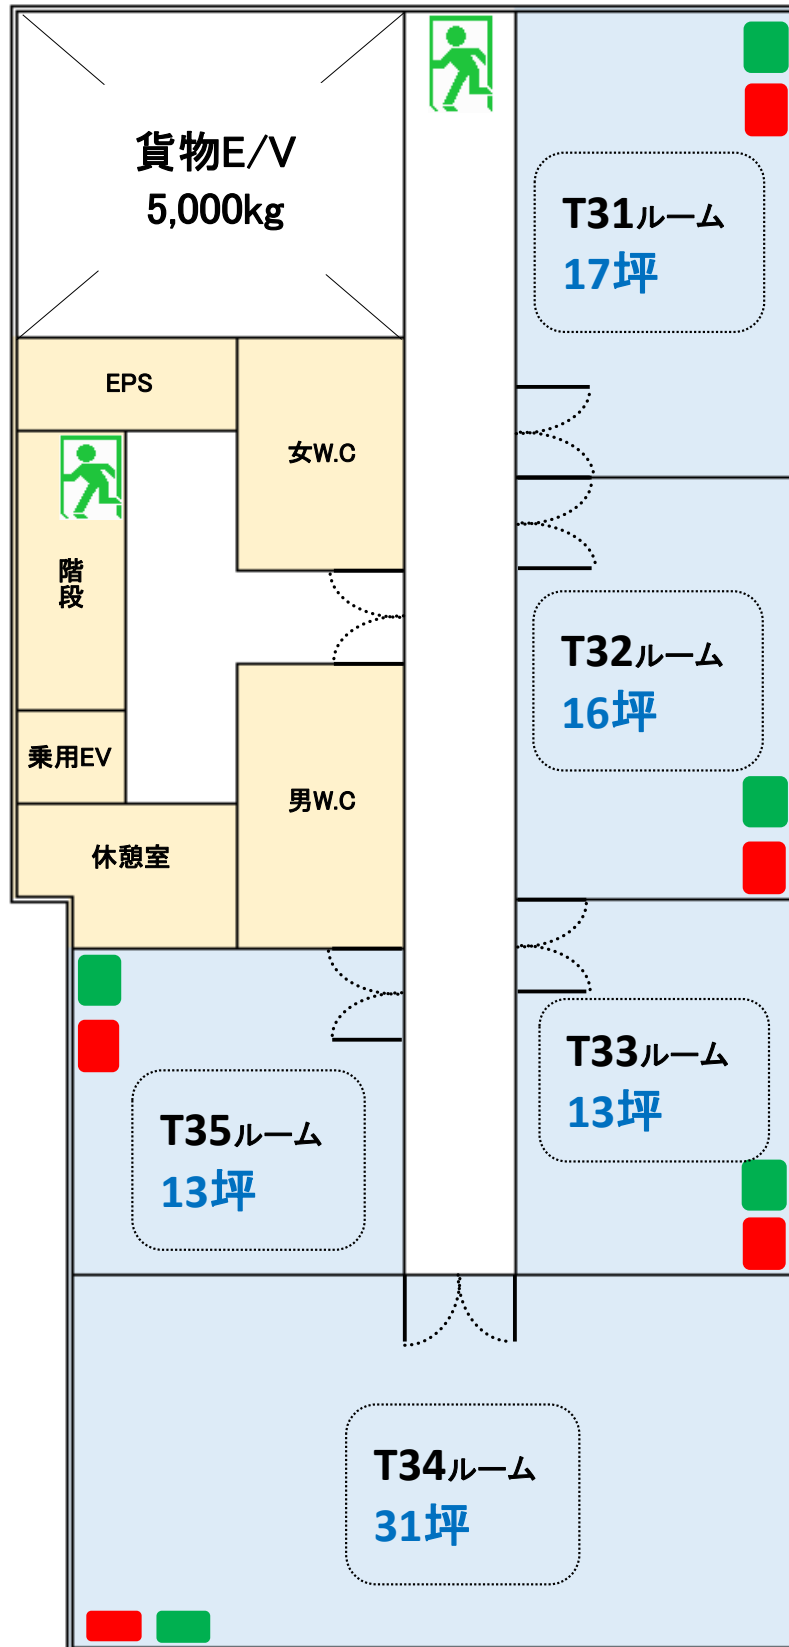 貨物E/V
5,000kg
T31ルーム
17坪
EPS
女W.C
階段
T32ルーム
16坪
乗用EV
男W.C
休憩室
T33ルーム
13坪
T35ルーム
13坪
T34ルーム
31坪